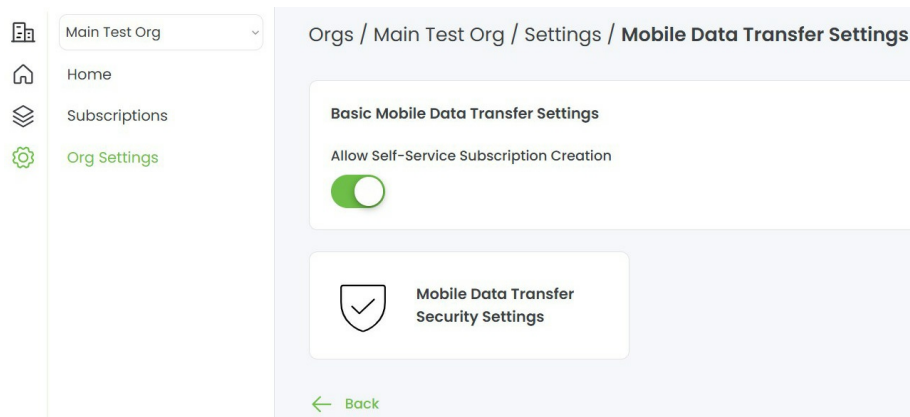 Main Test Org
Home
Subscriptions
Org Settings
Orgs / Main Test Org / Settings / Mobile Data Transfer Settings
Basic Mobile Data Transfer Settings
Allow Self-Service Subscription Creation
Mobile Data Transfer
Security Settings
Back